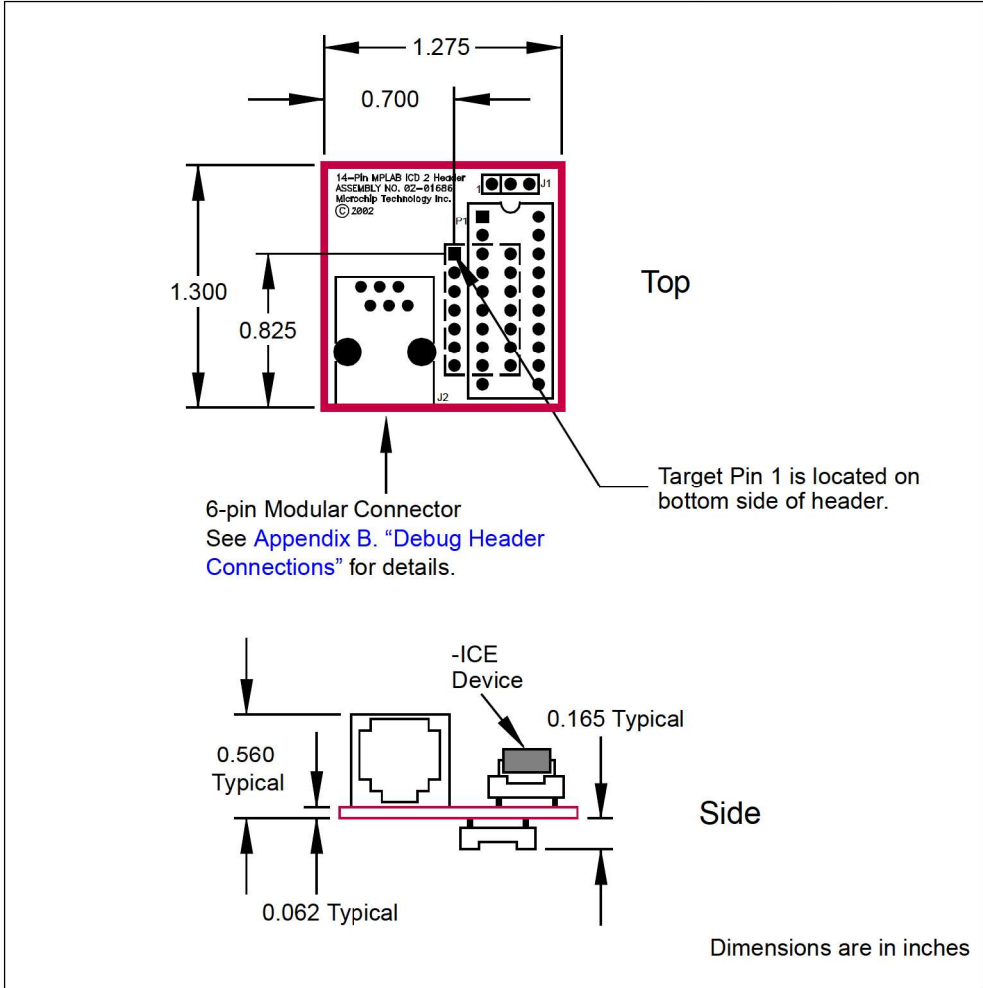 1.275
0.700
14-Pin MPLAB ICD 2 Header
ASSEMBLY NO. 02-01686
Microchip Technology Inc.
© 2002
1
J1
P1
1.300
0.825
J2
Top
Target Pin 1 is located on
bottom side of header.
6-pin Modular Connector
See Appendix B. “Debug Header
Connections” for details.
-ICE
Device
0.165 Typical
0.560
Typical
Side
0.062 Typical
Dimensions are in inches